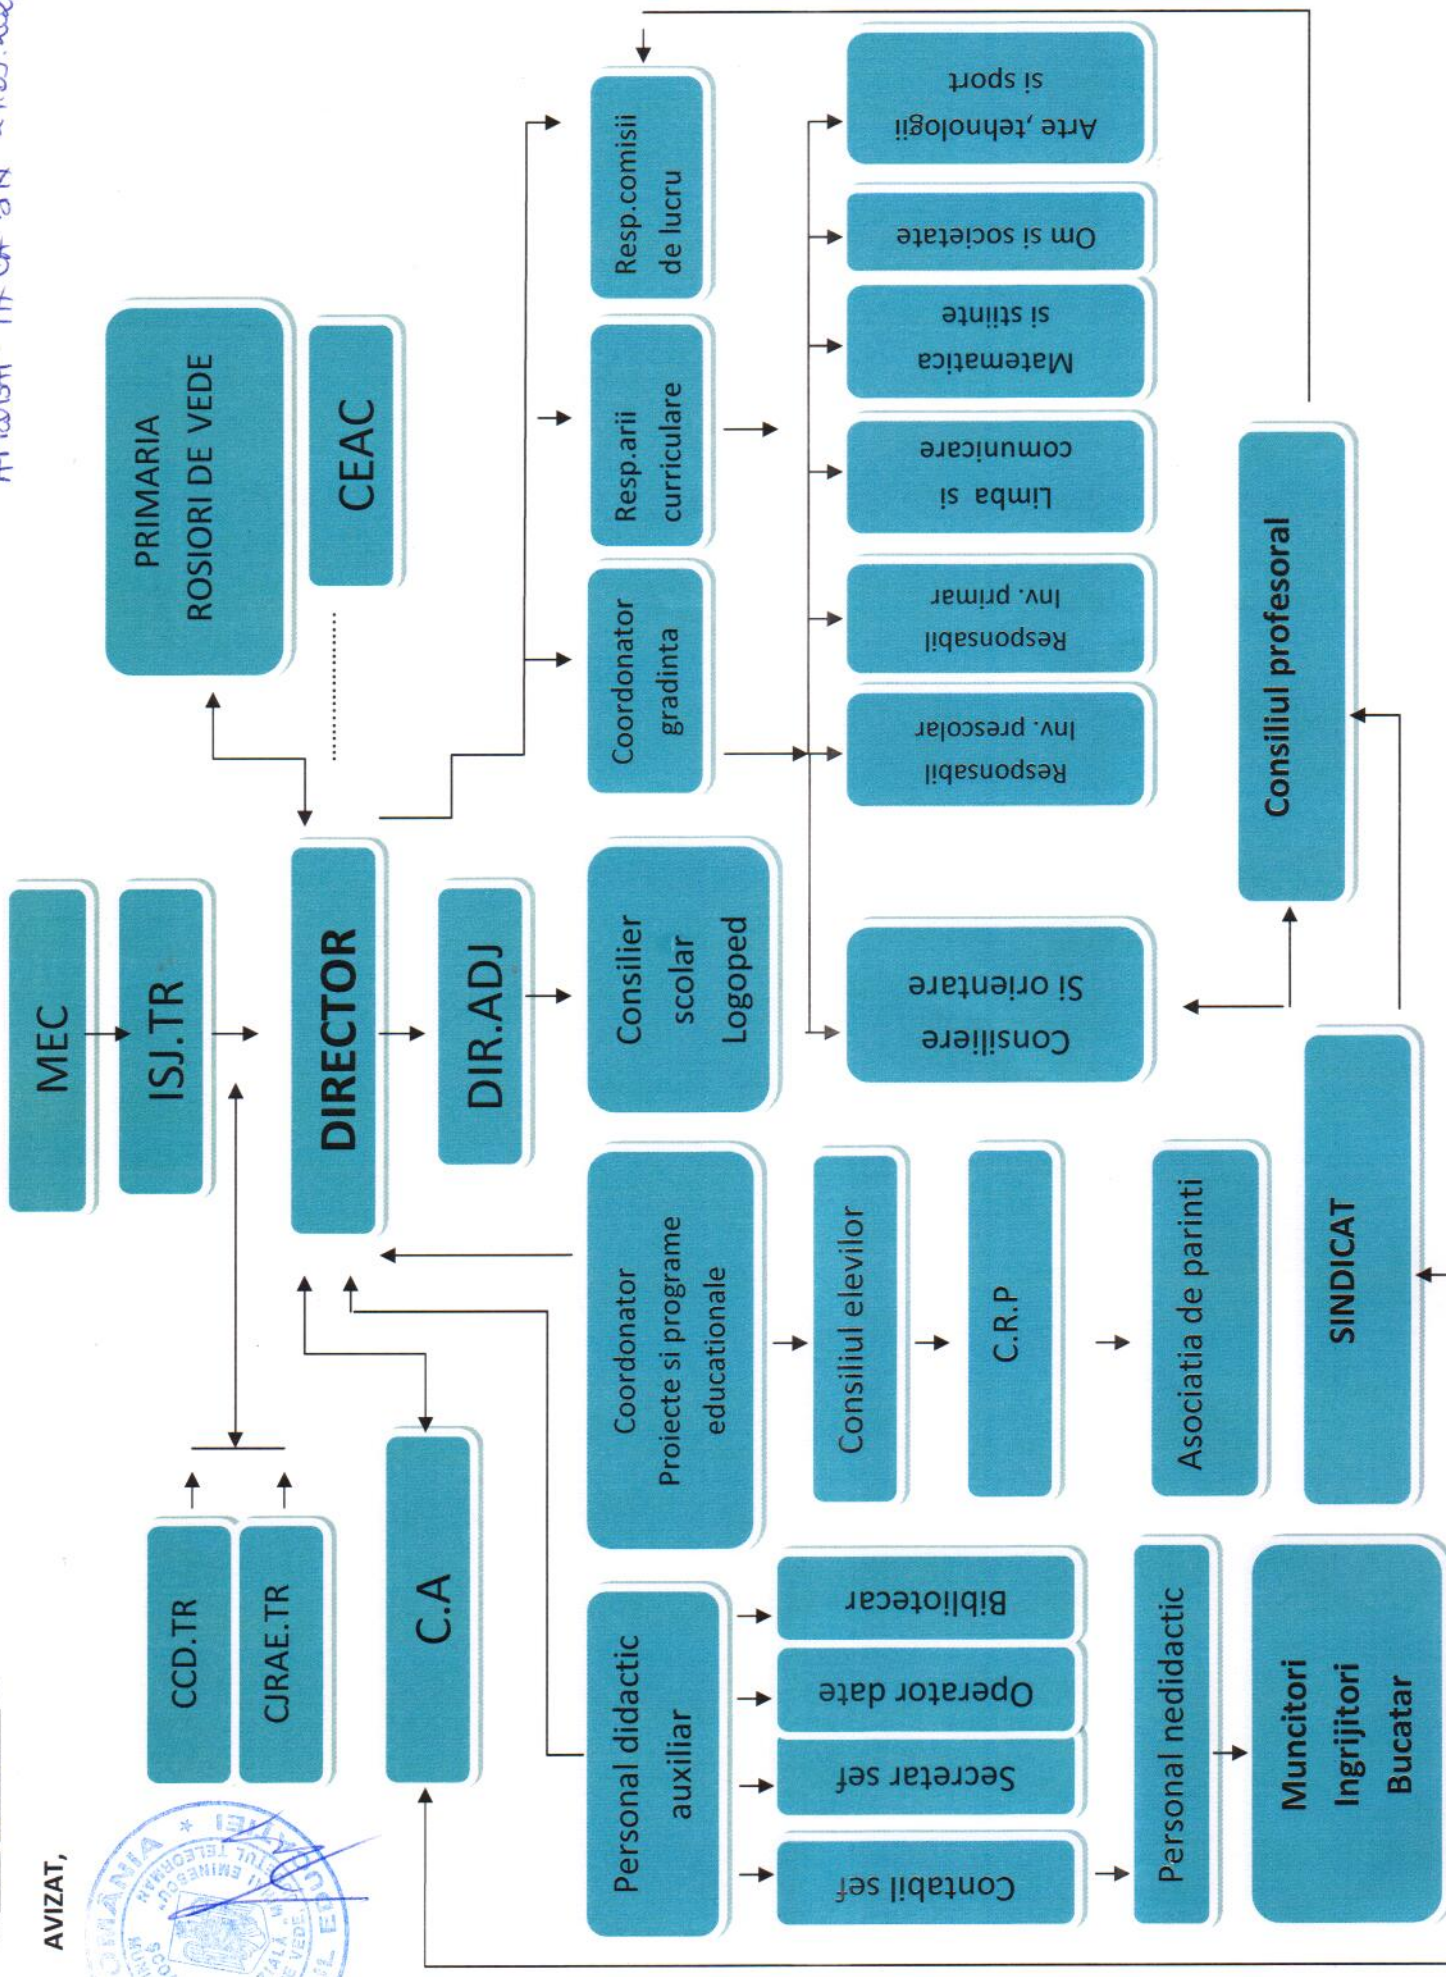 AVIZAT,
MEC
ISJ.TR
PRIMARIA
ROSIORI DE VEDE
CEAC
CCD.TR
CJRAE.TR
DIRECTOR
C.A
DIR.ADJ
Personal didactic
auxiliar
Coordonator
Proiecte si programe
educationale
Consilier
scolar
Logoped
Coordonator
gradinta
Resp.arii
curriculare
Resp.comisii
de lucru
Contabil sef
Secretar sef
Operator date
Bibliotecar
Consiliul elevilor
C.R.P
Asociatia de parinti
Consiliere
Si orientare
Responsabil
Inv. prescolar
Responsabil
Inv. primar
Limba si
comunicare
Matematica
si stiinte
Om si societate
Arte, tehnologii
si sport
Personal nedidactic
Muncitori
Ingrijitori
Bucatar
SINDICAT
Consiliul profesoral